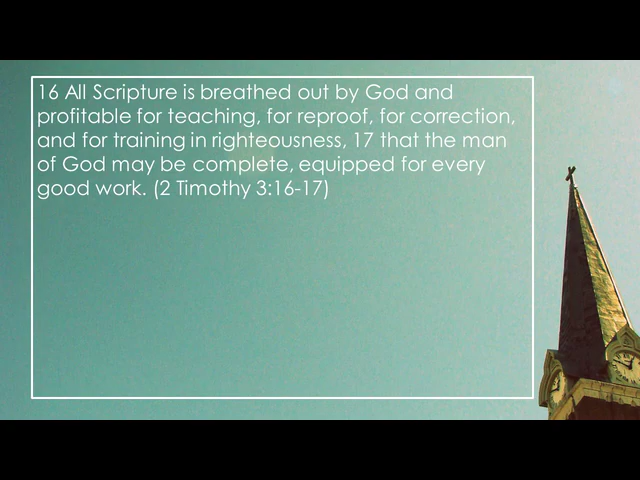 16 All Scripture is breathed out by God and
profitable for teaching, for reproof, for correction,
and for training in righteousness, 17 that the man
of God may be complete, equipped for every
good work. (2 Timothy 3:16-17)